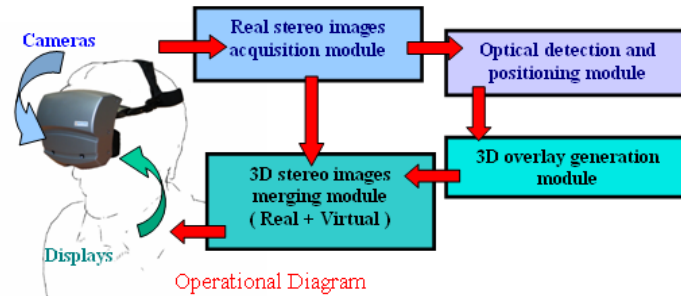 Cameras
Real stereo images
acquisition module
Optical detection and
positioning module
3D overlay generation
module
3D stereo images
merging module
( Real + Virtual )
Displays
Operational Diagram